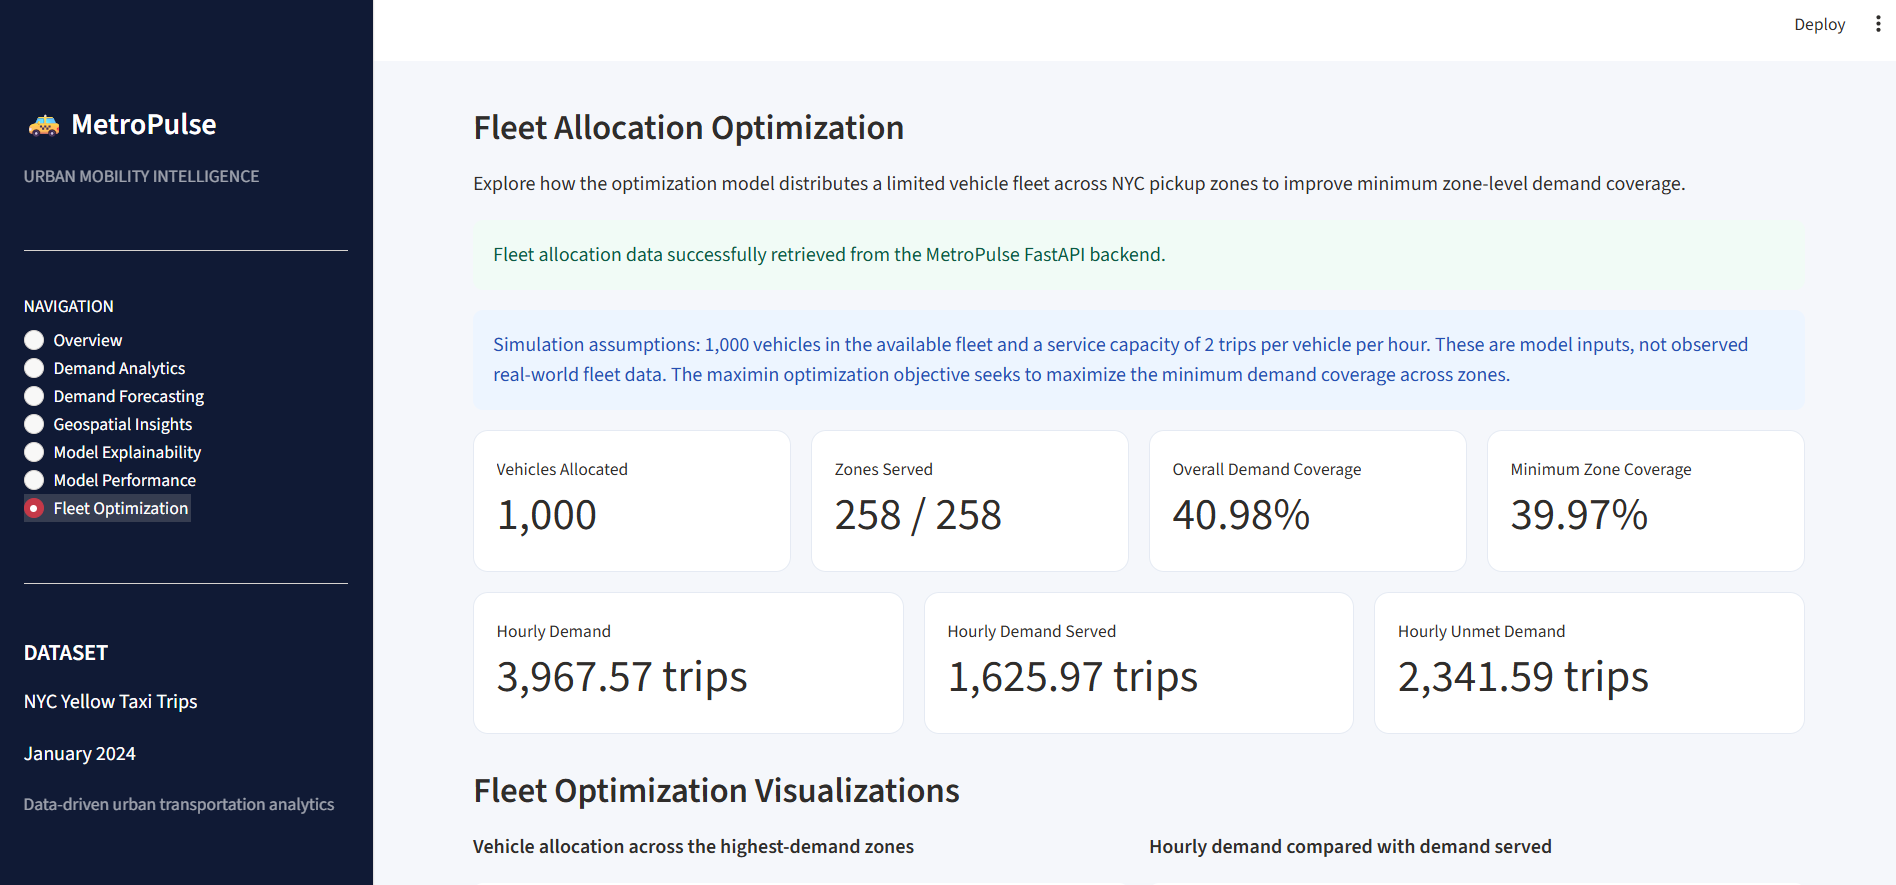 Deploy
MetroPulse
URBAN MOBILITY INTELLIGENCE
NAVIGATION
Overview
Demand Analytics
Demand Forecasting
Geospatial Insights
Model Explainability
Model Performance
Fleet Optimization
DATASET
NYC Yellow Taxi Trips
January 2024
Data-driven urban transportation analytics
Fleet Allocation Optimization
Explore how the optimization model distributes a limited vehicle fleet across NYC pickup zones to improve minimum zone-level demand coverage.
Fleet allocation data successfully retrieved from the MetroPulse FastAPI backend.
Simulation assumptions: 1,000 vehicles in the available fleet and a service capacity of 2 trips per vehicle per hour. These are model inputs, not observed
real-world fleet data. The maximin optimization objective seeks to maximize the minimum demand coverage across zones.
Vehicles Allocated
1,000
Zones Served
258 / 258
Overall Demand Coverage
40.98%
Minimum Zone Coverage
39.97%
Hourly Demand
3,967.57 trips
Hourly Demand Served
1,625.97 trips
Hourly Unmet Demand
2,341.59 trips
Fleet Optimization Visualizations
Vehicle allocation across the highest-demand zones
Hourly demand compared with demand served